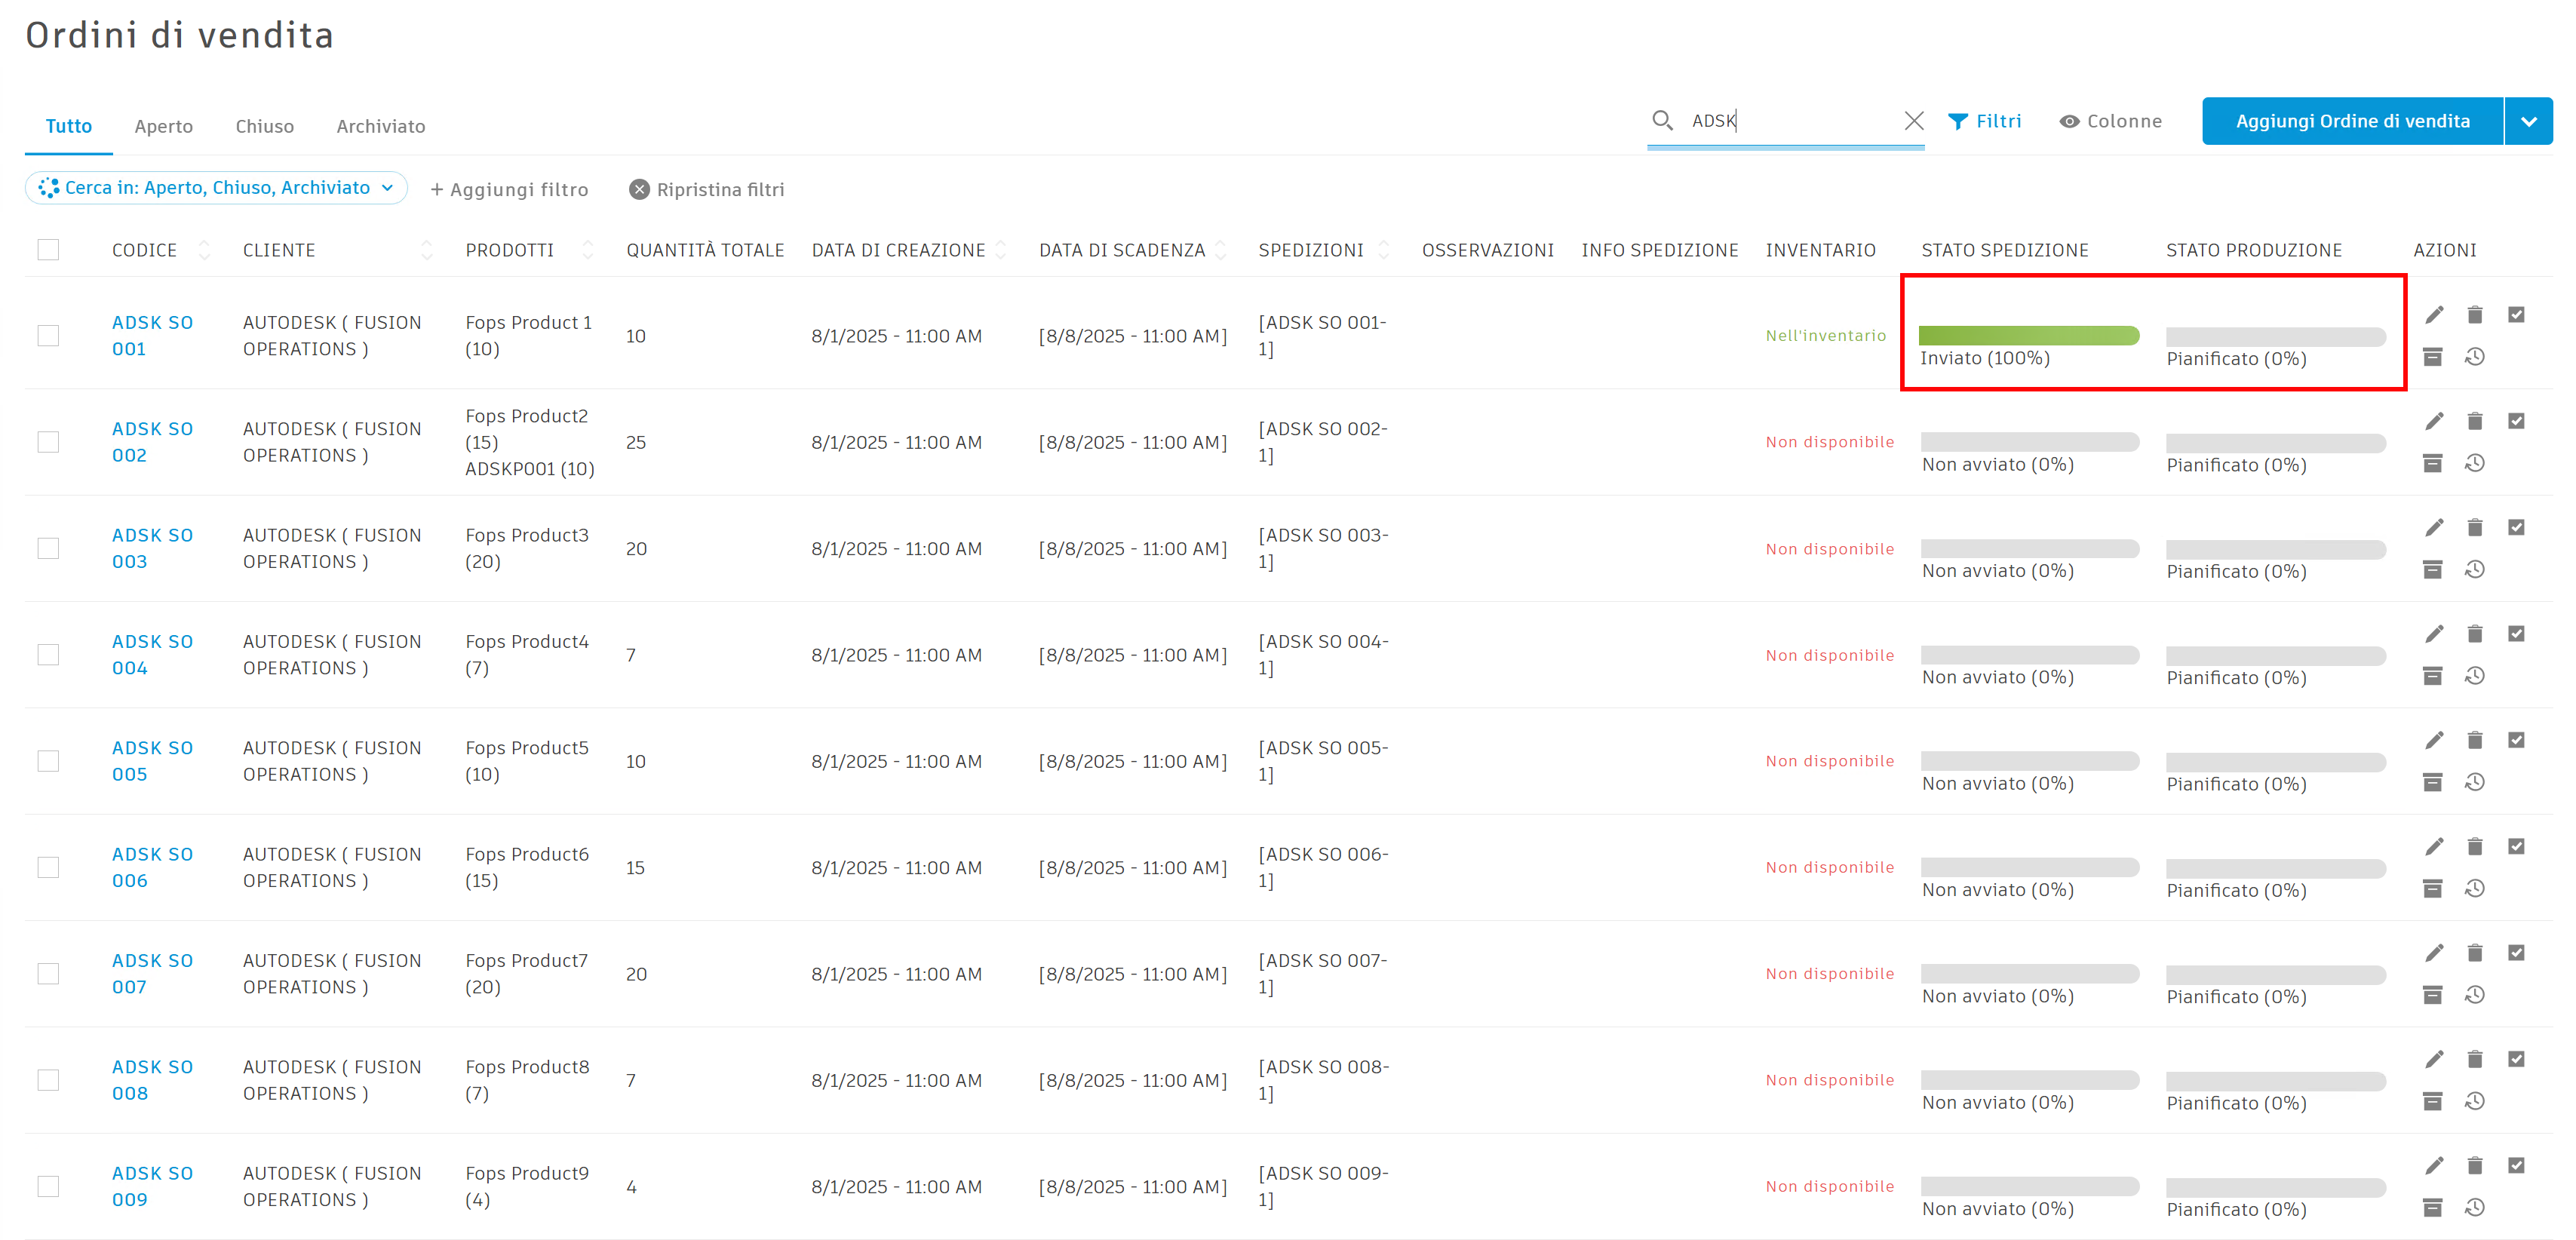 Ordini di vendita
Tutto Aperto Chiuso Archiviato ADSK Filtri Colonne Aggiungi Ordine di vendita
Cerca in: Aperto, Chiuso, Archiviato + Aggiungi filtro Ripristina filtri
CODICE CLIENTE PRODOTTI QUANTITÀ TOTALE DATA DI CREAZIONE DATA DI SCADENZA SPEDIZIONI OSSERVAZIONI INFO SPEDIZIONE INVENTARIO STATO SPEDIZIONE STATO PRODUZIONE AZIONI
ADSK SO AUTODESK ( FUSION Fops Product 1 [ADSK SO 001-
001 OPERATIONS ) (10) 10 8/1/2025 - 11:00 AM [8/8/2025 - 11:00 AM] 1] Nell'inventario Inviato (100%) Pianificato (0%)
Fops Product2
ADSK SO AUTODESK ( FUSION (15) [ADSK SO 002-
002 OPERATIONS ) ADSKP001 (10) 25 8/1/2025 - 11:00 AM [8/8/2025 - 11:00 AM] 1] Non disponibile Non avviato (0%) Pianificato (0%)
ADSK SO AUTODESK ( FUSION Fops Product3 [ADSK SO 003-
003 OPERATIONS ) (20) 20 8/1/2025 - 11:00 AM [8/8/2025 - 11:00 AM] 1] Non disponibile Non avviato (0%) Pianificato (0%)
ADSK SO AUTODESK ( FUSION Fops Product4 [ADSK SO 004-
004 OPERATIONS ) (7) 7 8/1/2025 - 11:00 AM [8/8/2025 - 11:00 AM] 1] Non disponibile Non avviato (0%) Pianificato (0%)
ADSK SO AUTODESK ( FUSION Fops Product5 [ADSK SO 005-
005 OPERATIONS ) (10) 10 8/1/2025 - 11:00 AM [8/8/2025 - 11:00 AM] 1] Non disponibile Non avviato (0%) Pianificato (0%)
ADSK SO AUTODESK ( FUSION Fops Product6 [ADSK SO 006-
006 OPERATIONS ) (15) 15 8/1/2025 - 11:00 AM [8/8/2025 - 11:00 AM] 1] Non disponibile Non avviato (0%) Pianificato (0%)
ADSK SO AUTODESK ( FUSION Fops Product7 [ADSK SO 007-
007 OPERATIONS ) (20) 20 8/1/2025 - 11:00 AM [8/8/2025 - 11:00 AM] 1] Non disponibile Non avviato (0%) Pianificato (0%)
ADSK SO AUTODESK ( FUSION Fops Product8 [ADSK SO 008-
008 OPERATIONS ) (7) 7 8/1/2025 - 11:00 AM [8/8/2025 - 11:00 AM] 1] Non disponibile Non avviato (0%) Pianificato (0%)
ADSK SO AUTODESK ( FUSION Fops Product9 [ADSK SO 009-
009 OPERATIONS ) (4) 4 8/1/2025 - 11:00 AM [8/8/2025 - 11:00 AM] 1] Non disponibile Non avviato (0%) Pianificato (0%)